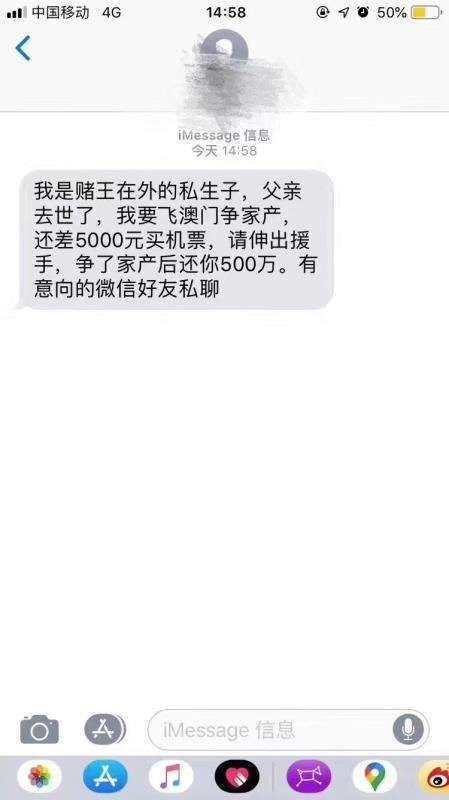 中国移动 4G 14:58 50%
iMessage 信息
今天 14:58
我是赌王在外的私生子，父亲
去世了，我要飞澳门争家产，
还差5000元买机票，请伸出援
手，争了家产后还你500万。有
意向的微信好友私聊
iMessage 信息